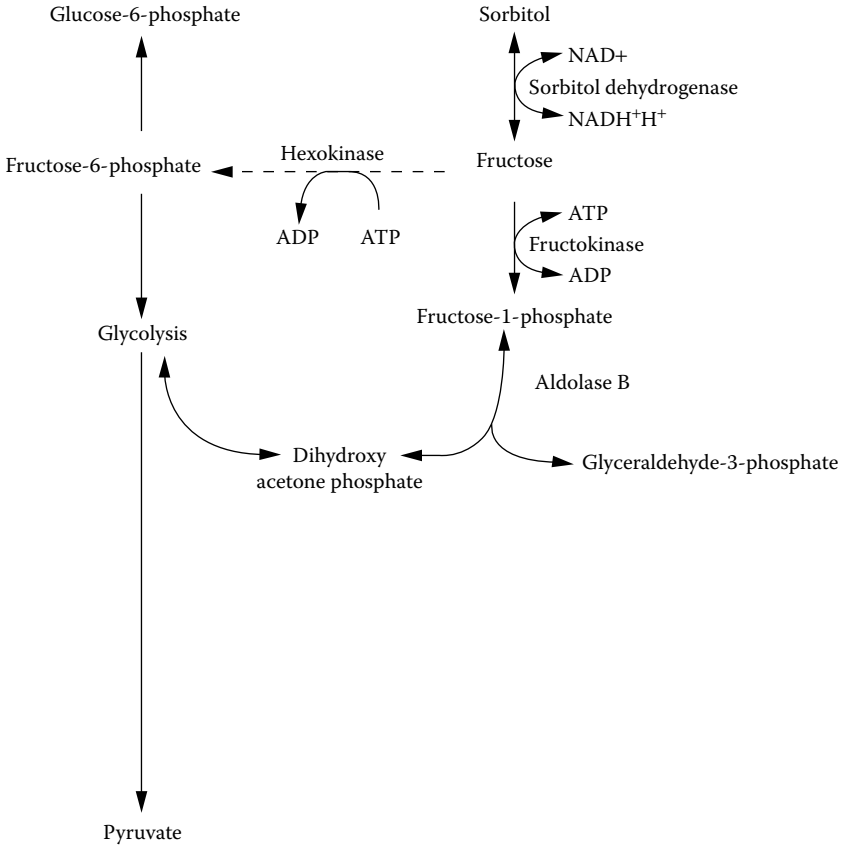 Glucose-6-phosphate
Sorbitol
NAD+
Sorbitol dehydrogenase
NADH⁺H⁺
Fructose-6-phosphate
Hexokinase
Fructose
ADP
ATP
ATP
Fructokinase
ADP
Fructose-1-phosphate
Glycolysis
Aldolase B
Dihydroxy
acetone phosphate
Glyceraldehyde-3-phosphate
Pyruvate